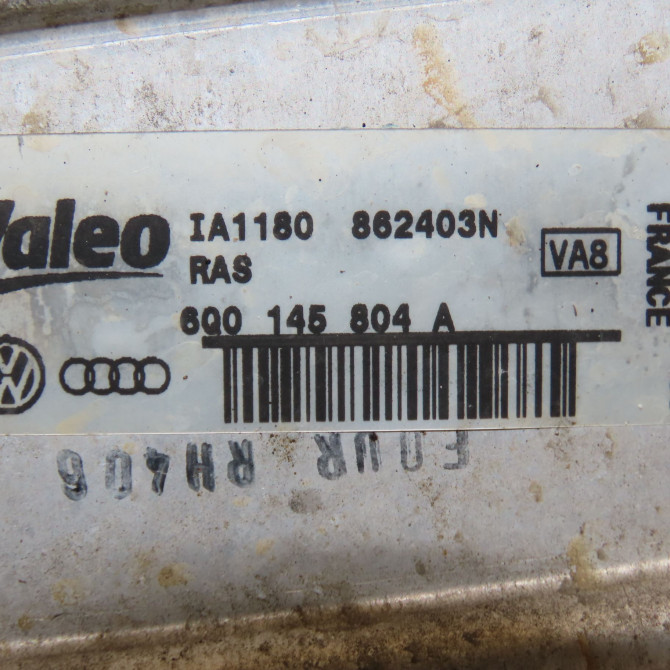 Valeo
IA1180 862403N
RAS
VA8
FRANCE
6Q0 145 804 A
FOUR RH406